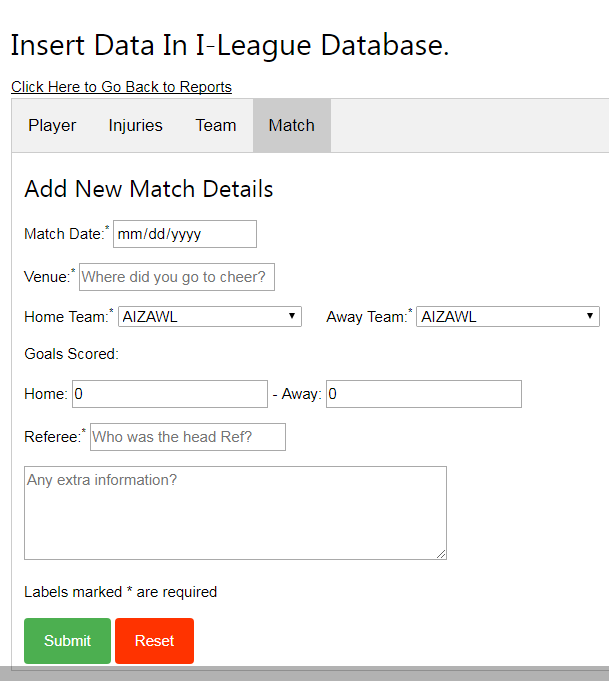 Insert Data In I-League Database.
Click Here to Go Back to Reports
Player Injuries Team Match
Add New Match Details
Match Date:* mm/dd/yyyy
Venue:* Where did you go to cheer?
Home Team:* AIZAWL Away Team:* AIZAWL
Goals Scored:
Home: 0 - Away: 0
Referee:* Who was the head Ref?
Any extra information?
Labels marked * are required
Submit Reset